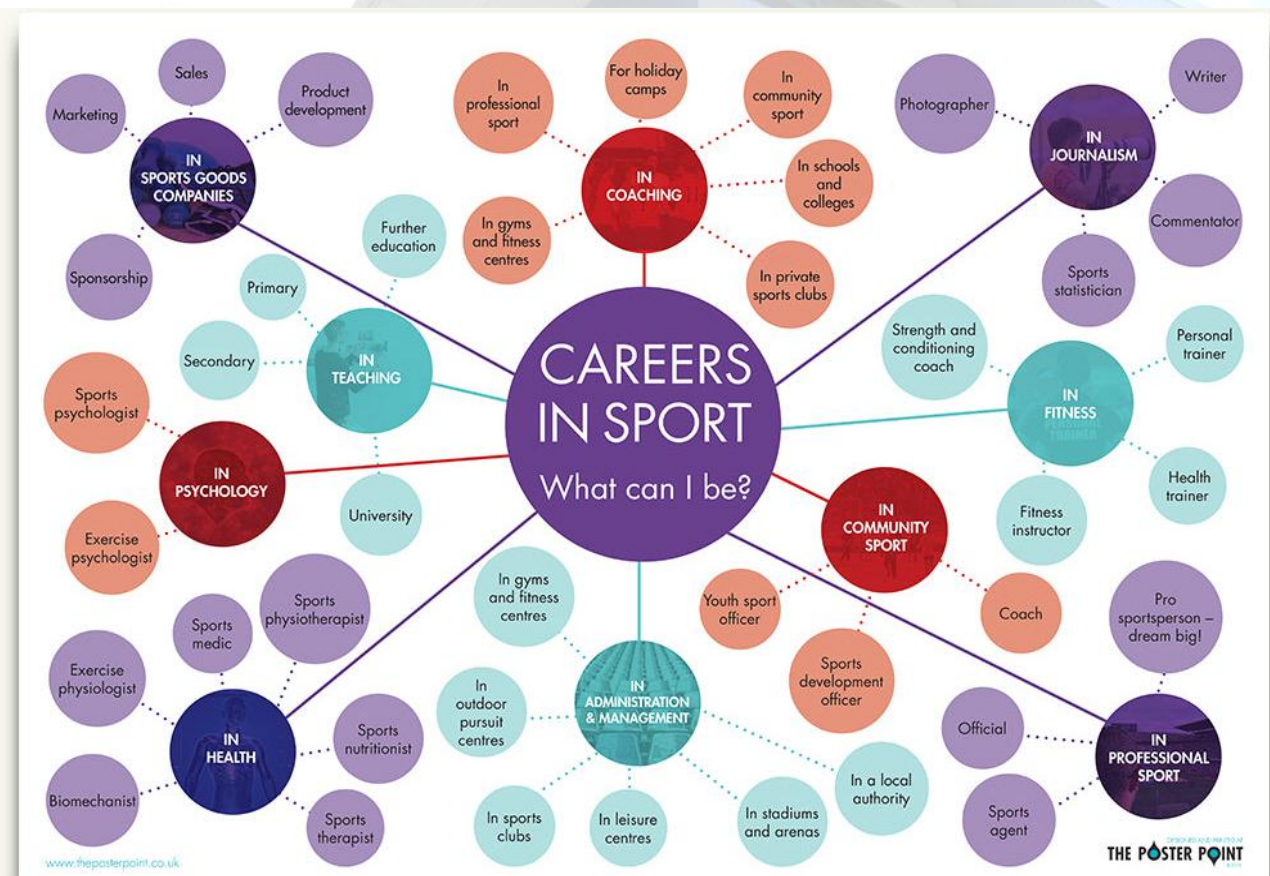 CAREERS
IN SPORT
What can I be?
IN
SPORTS GOODS
COMPANIES
Marketing
Sales
Product
development
Sponsorship
IN
COACHING
In
professional
sport
For holiday
camps
In
community
sport
In schools
and
colleges
In private
sports clubs
In gyms
and fitness
centres
IN
JOURNALISM
Photographer
Writer
Commentator
Sports
statistician
IN
TEACHING
Further
education
Primary
Secondary
University
IN
FITNESS
PERSONAL
TRAINER
Strength and
conditioning
coach
Personal
trainer
Health
trainer
Fitness
instructor
IN
PSYCHOLOGY
Sports
psychologist
Exercise
psychologist
IN
COMMUNITY
SPORT
Youth sport
officer
Sports
development
officer
Coach
IN
HEALTH
Sports
physiotherapist
Sports
medic
Exercise
physiologist
Biomechanist
Sports
therapist
Sports
nutritionist
IN
ADMINISTRATION
& MANAGEMENT
In gyms
and fitness
centres
In
outdoor
pursuit
centres
In sports
clubs
In leisure
centres
In stadiums
and arenas
In a local
authority
IN
PROFESSIONAL
SPORT
Pro
sportsperson –
dream big!
Official
Sports
agent
www.theposterpoint.co.uk
THE POSTER POINT